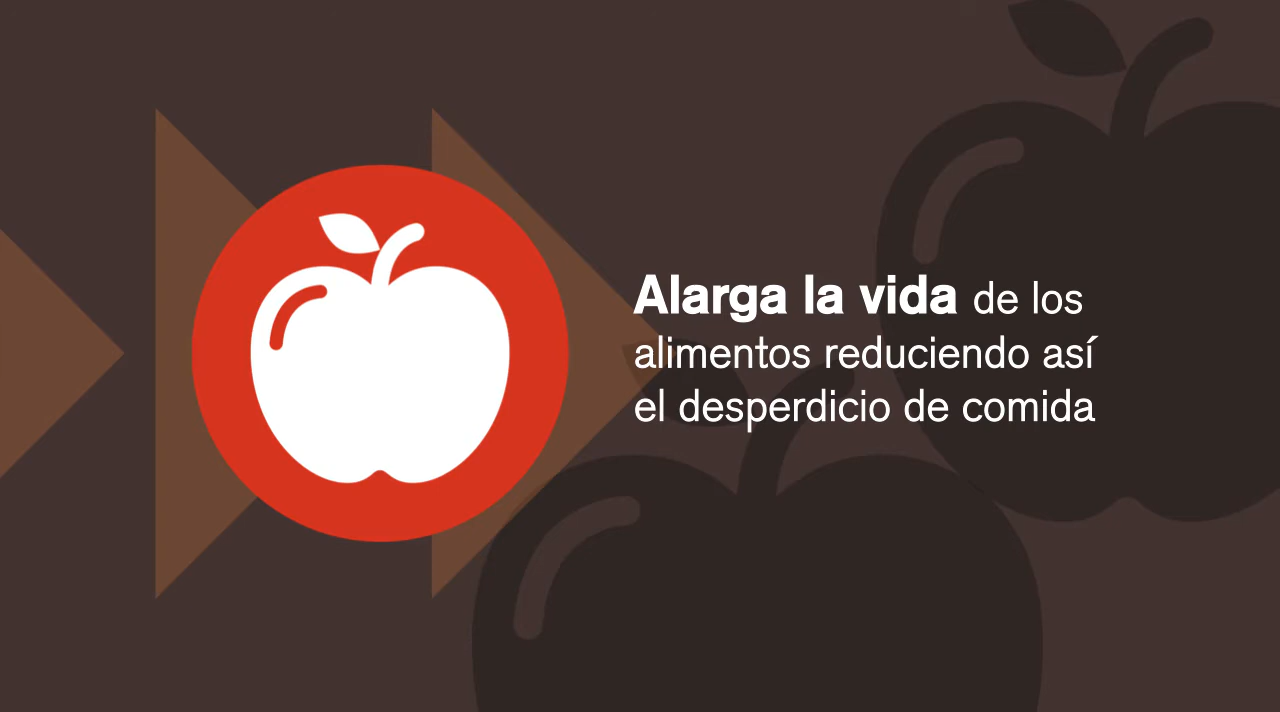 Alarga la vida de los
alimentos reduciendo así
el desperdicio de comida